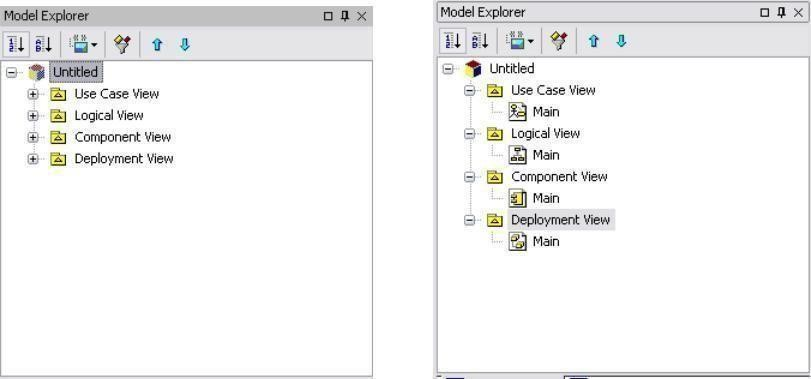 Model Explorer
Untitled
Use Case View
Logical View
Component View
Deployment View
Model Explorer
Untitled
Use Case View
Main
Logical View
Main
Component View
Main
Deployment View
Main